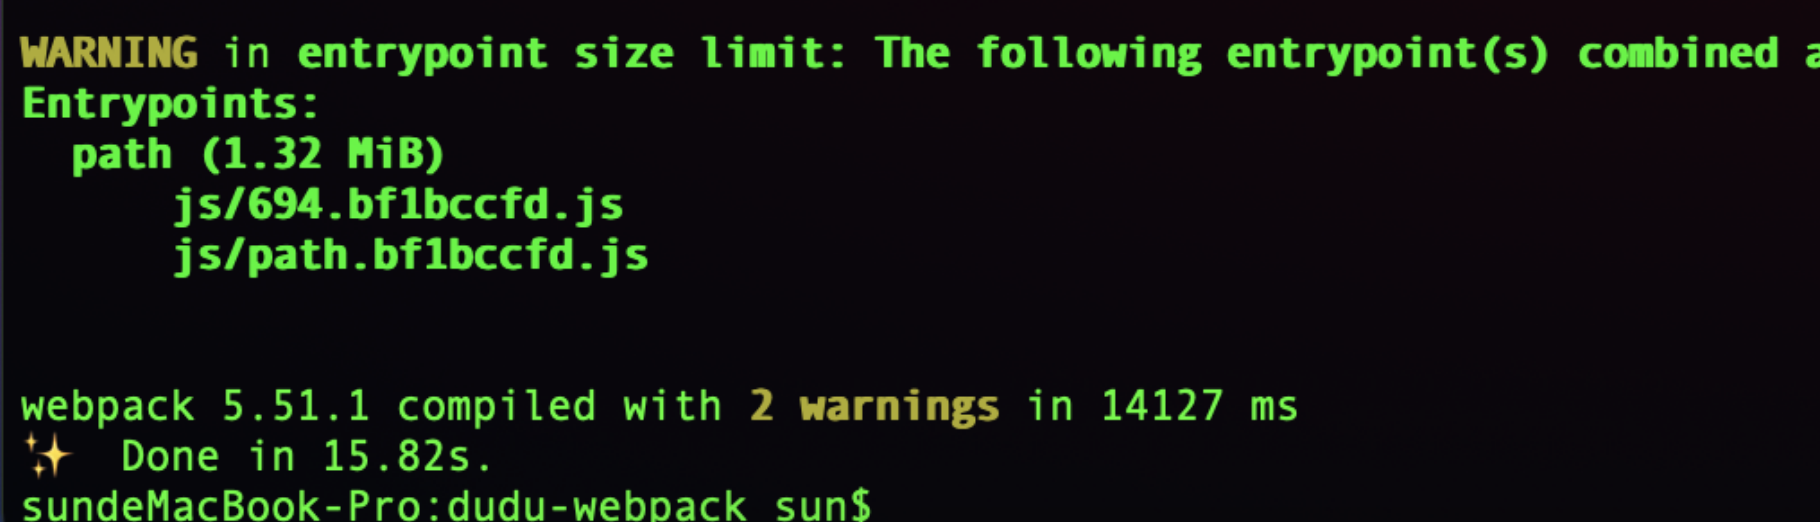 WARNING in entrypoint size limit: The following entrypoint(s) combined
Entrypoints:
path (1.32 MiB)
js/694.bf1bccfd.js
js/path.bf1bccfd.js
webpack 5.51.1 compiled with 2 warnings in 14127 ms
✨ Done in 15.82s.
sundeMacBook-Pro:dudu-webpack sun$